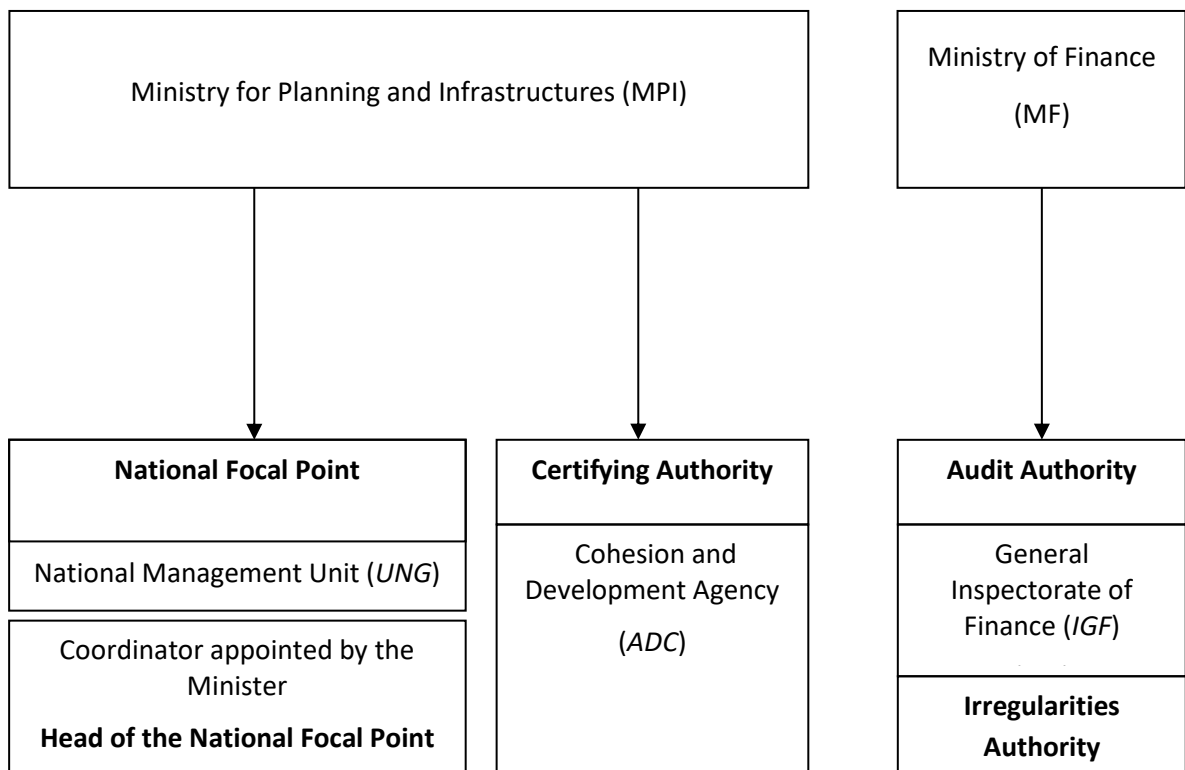 Ministry for Planning and Infrastructures (MPI)
Ministry of Finance
(MF)
National Focal Point
National Management Unit (UNG)
Coordinator appointed by the
Minister
Head of the National Focal Point
Certifying Authority
Cohesion and
Development Agency
(ADC)
Audit Authority
General
Inspectorate of
Finance (IGF)
Irregularities
Authority